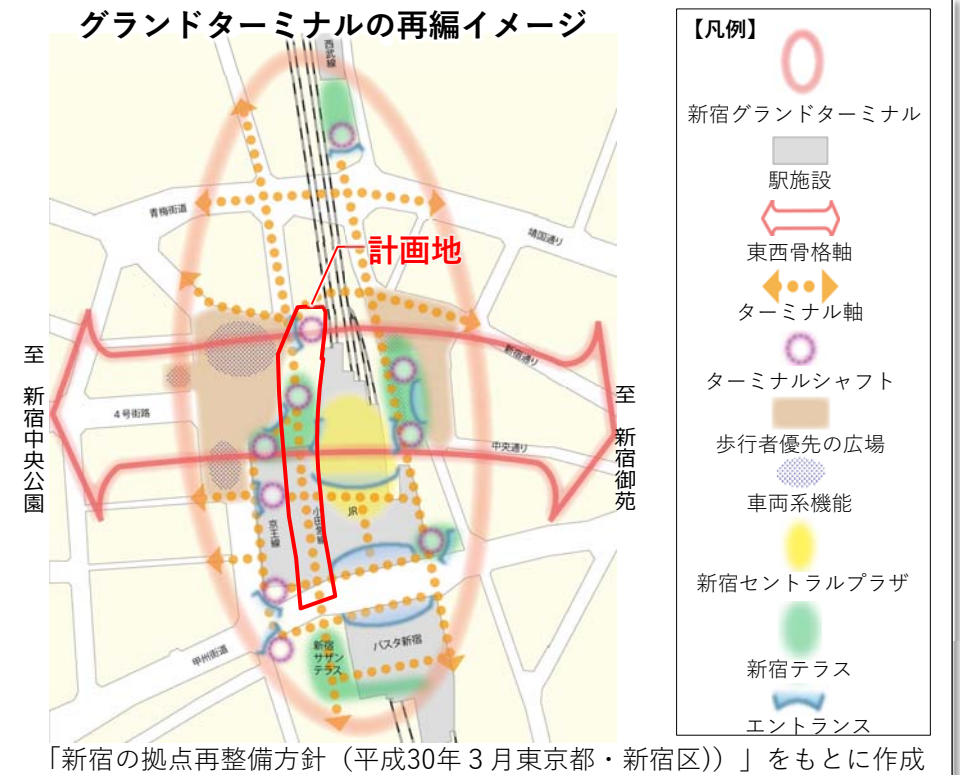 グランドターミナルの再編イメージ
西武線
青梅街道
靖国通り
計画地
新宿通り
至 新宿中央公園
4号街路
中央通り
至 新宿御苑
京王線
小田急線
JR
甲州街道
新宿
サザン
テラス
バスタ新宿
【凡例】
新宿グランドターミナル
駅施設
東西骨格軸
ターミナル軸
ターミナルシャフト
歩行者優先の広場
車両系機能
新宿セントラルプラザ
新宿テラス
エントランス
「新宿の拠点再整備方針（平成30年３月東京都・新宿区)）」をもとに作成